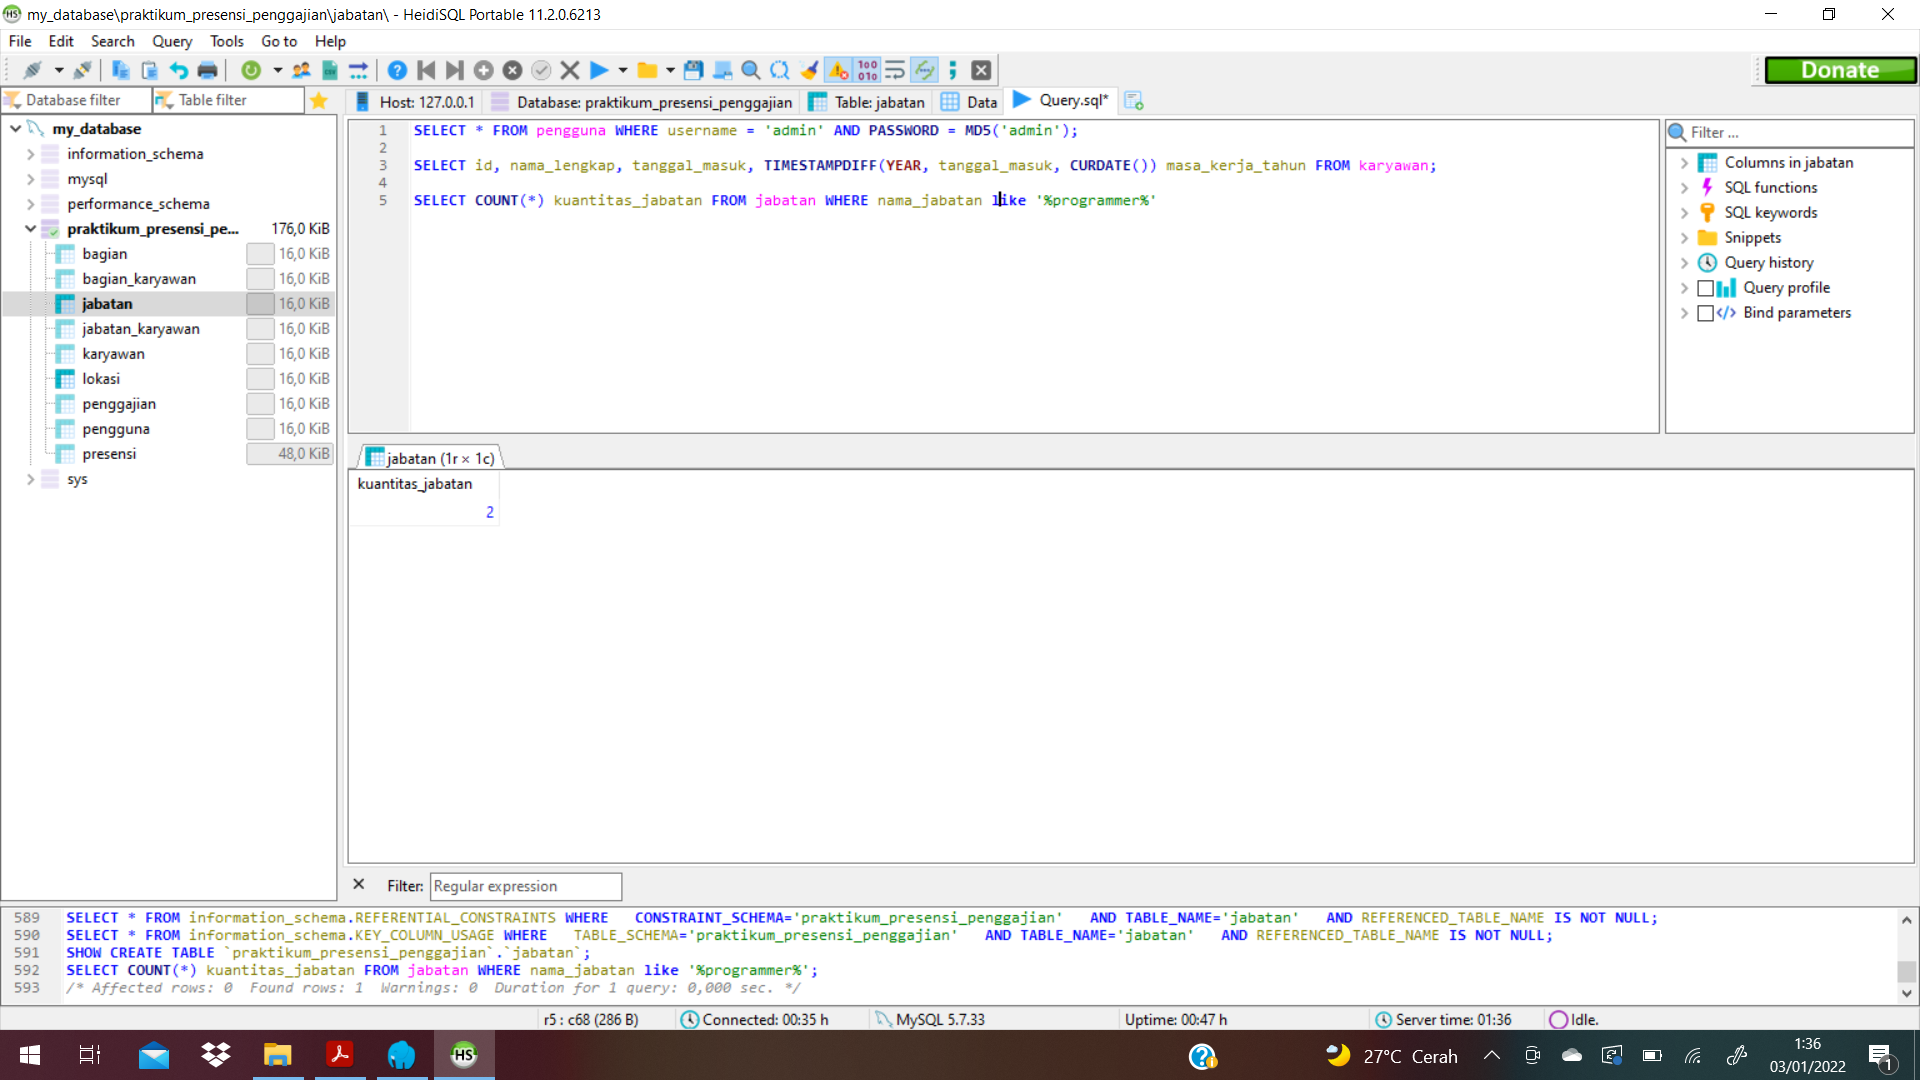 my_database\praktikum_presensi_penggajian\jabatan\ - HeidiSQL Portable 11.2.0.6213
File Edit Search Query Tools Go to Help
Donate
Database filter Table filter
Host: 127.0.0.1 Database: praktikum_presensi_penggajian Table: jabatan Data Query.sql*
my_database
information_schema
mysql
performance_schema
praktikum_presensi_pe... 176,0 KiB
bagian 16,0 KiB
bagian_karyawan 16,0 KiB
jabatan 16,0 KiB
jabatan_karyawan 16,0 KiB
karyawan 16,0 KiB
lokasi 16,0 KiB
penggajian 16,0 KiB
pengguna 16,0 KiB
presensi 48,0 KiB
sys
1 SELECT * FROM pengguna WHERE username = 'admin' AND PASSWORD = MD5('admin');
2
3 SELECT id, nama_lengkap, tanggal_masuk, TIMESTAMPDIFF(YEAR, tanggal_masuk, CURDATE()) masa_kerja_tahun FROM karyawan;
4
5 SELECT COUNT(*) kuantitas_jabatan FROM jabatan WHERE nama_jabatan like '%programmer%'
Filter ...
Columns in jabatan
SQL functions
SQL keywords
Snippets
Query history
Query profile
Bind parameters
jabatan (1r × 1c)
kuantitas_jabatan
2
Filter: Regular expression
589 SELECT * FROM information_schema.REFERENTIAL_CONSTRAINTS WHERE CONSTRAINT_SCHEMA='praktikum_presensi_penggajian' AND TABLE_NAME='jabatan' AND REFERENCED_TABLE_NAME IS NOT NULL;
590 SELECT * FROM information_schema.KEY_COLUMN_USAGE WHERE TABLE_SCHEMA='praktikum_presensi_penggajian' AND TABLE_NAME='jabatan' AND REFERENCED_TABLE_NAME IS NOT NULL;
591 SHOW CREATE TABLE `praktikum_presensi_penggajian`.`jabatan`;
592 SELECT COUNT(*) kuantitas_jabatan FROM jabatan WHERE nama_jabatan like '%programmer%';
593 /* Affected rows: 0 Found rows: 1 Warnings: 0 Duration for 1 query: 0,000 sec. */
r5 : c68 (286 B) Connected: 00:35 h MySQL 5.7.33 Uptime: 00:47 h Server time: 01:36 Idle.
HS
27°C Cerah
1:36
03/01/2022
1